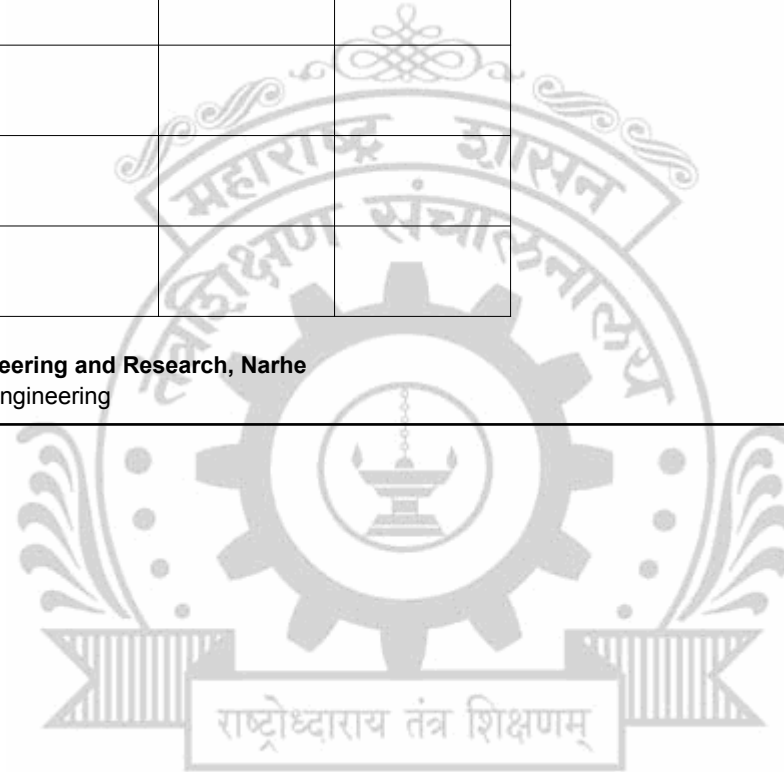 महाराष्ट्र शासन
तंत्रशिक्षण संचालनालय
eering and Research, Narhe
ngineering
राष्ट्रोध्दाराय तंत्र शिक्षणम्